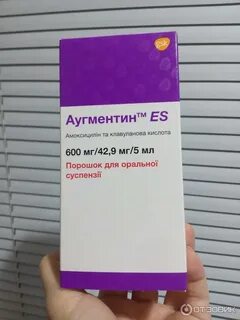 gsk
Аугментин™ ES
Амоксицилін та клавуланова кислота
600 мг/42,9 мг/5 мл
Порошок для оральної
суспензії
ОТЗОВИК